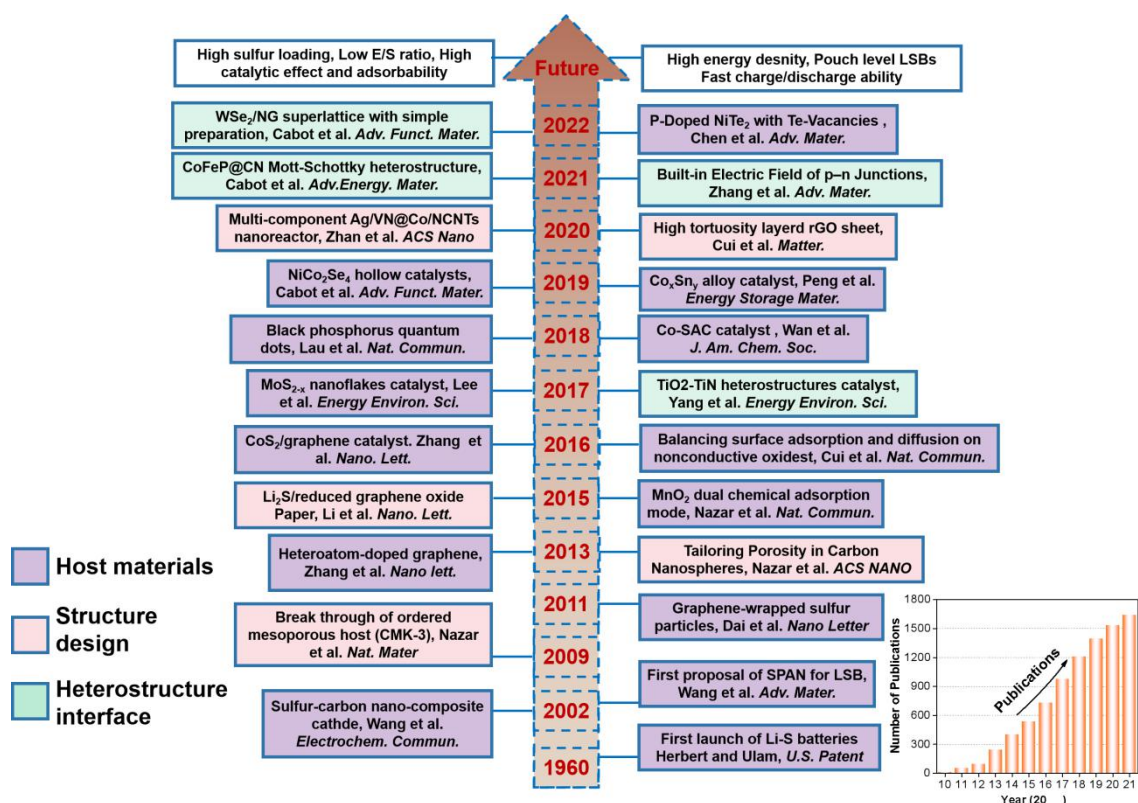 High sulfur loading, Low E/S ratio, High
catalytic effect and adsorbability
Future
High energy desnity, Pouch level LSBs
Fast charge/discharge ability
WSe₂/NG superlattice with simple
preparation, Cabot et al. Adv. Funct. Mater.
2022
P-Doped NiTe₂ with Te-Vacancies ,
Chen et al. Adv. Mater.
CoFeP@CN Mott-Schottky heterostructure,
Cabot et al. Adv.Energy. Mater.
2021
Built-in Electric Field of p–n Junctions,
Zhang et al. Adv. Mater.
Multi-component Ag/VN@Co/NCNTs
nanoreactor, Zhan et al. ACS Nano
2020
High tortuosity layerd rGO sheet,
Cui et al. Matter.
NiCo₂Se₄ hollow catalysts,
Cabot et al. Adv. Funct. Mater.
2019
CoₓSnᵧ alloy catalyst, Peng et al.
Energy Storage Mater.
Black phosphorus quantum
dots, Lau et al. Nat. Commun.
2018
Co-SAC catalyst , Wan et al.
J. Am. Chem. Soc.
MoS₂₋ₓ nanoflakes catalyst, Lee
et al. Energy Environ. Sci.
2017
TiO2-TiN heterostructures catalyst,
Yang et al. Energy Environ. Sci.
CoS₂/graphene catalyst. Zhang et
al. Nano. Lett.
2016
Balancing surface adsorption and diffusion on
nonconductive oxidest, Cui et al. Nat. Commun.
Li₂S/reduced graphene oxide
Paper, Li et al. Nano. Lett.
2015
MnO₂ dual chemical adsorption
mode, Nazar et al. Nat. Commun.
Heteroatom-doped graphene,
Zhang et al. Nano lett.
2013
Tailoring Porosity in Carbon
Nanospheres, Nazar et al. ACS NANO
2011
Graphene-wrapped sulfur
particles, Dai et al. Nano Letter
Break through of ordered
mesoporous host (CMK-3), Nazar
et al. Nat. Mater
2009
First proposal of SPAN for LSB,
Wang et al. Adv. Mater.
Sulfur-carbon nano-composite
cathde, Wang et al.
Electrochem. Commun.
2002
First launch of Li-S batteries
Herbert and Ulam, U.S. Patent
1960
Host materials
Structure
design
Heterostructure
interface
Number of Publications
1800
1500
1200
900
600
300
0
Publications
10 11 12 13 14 15 16 17 18 19 20 21
Year (20 )